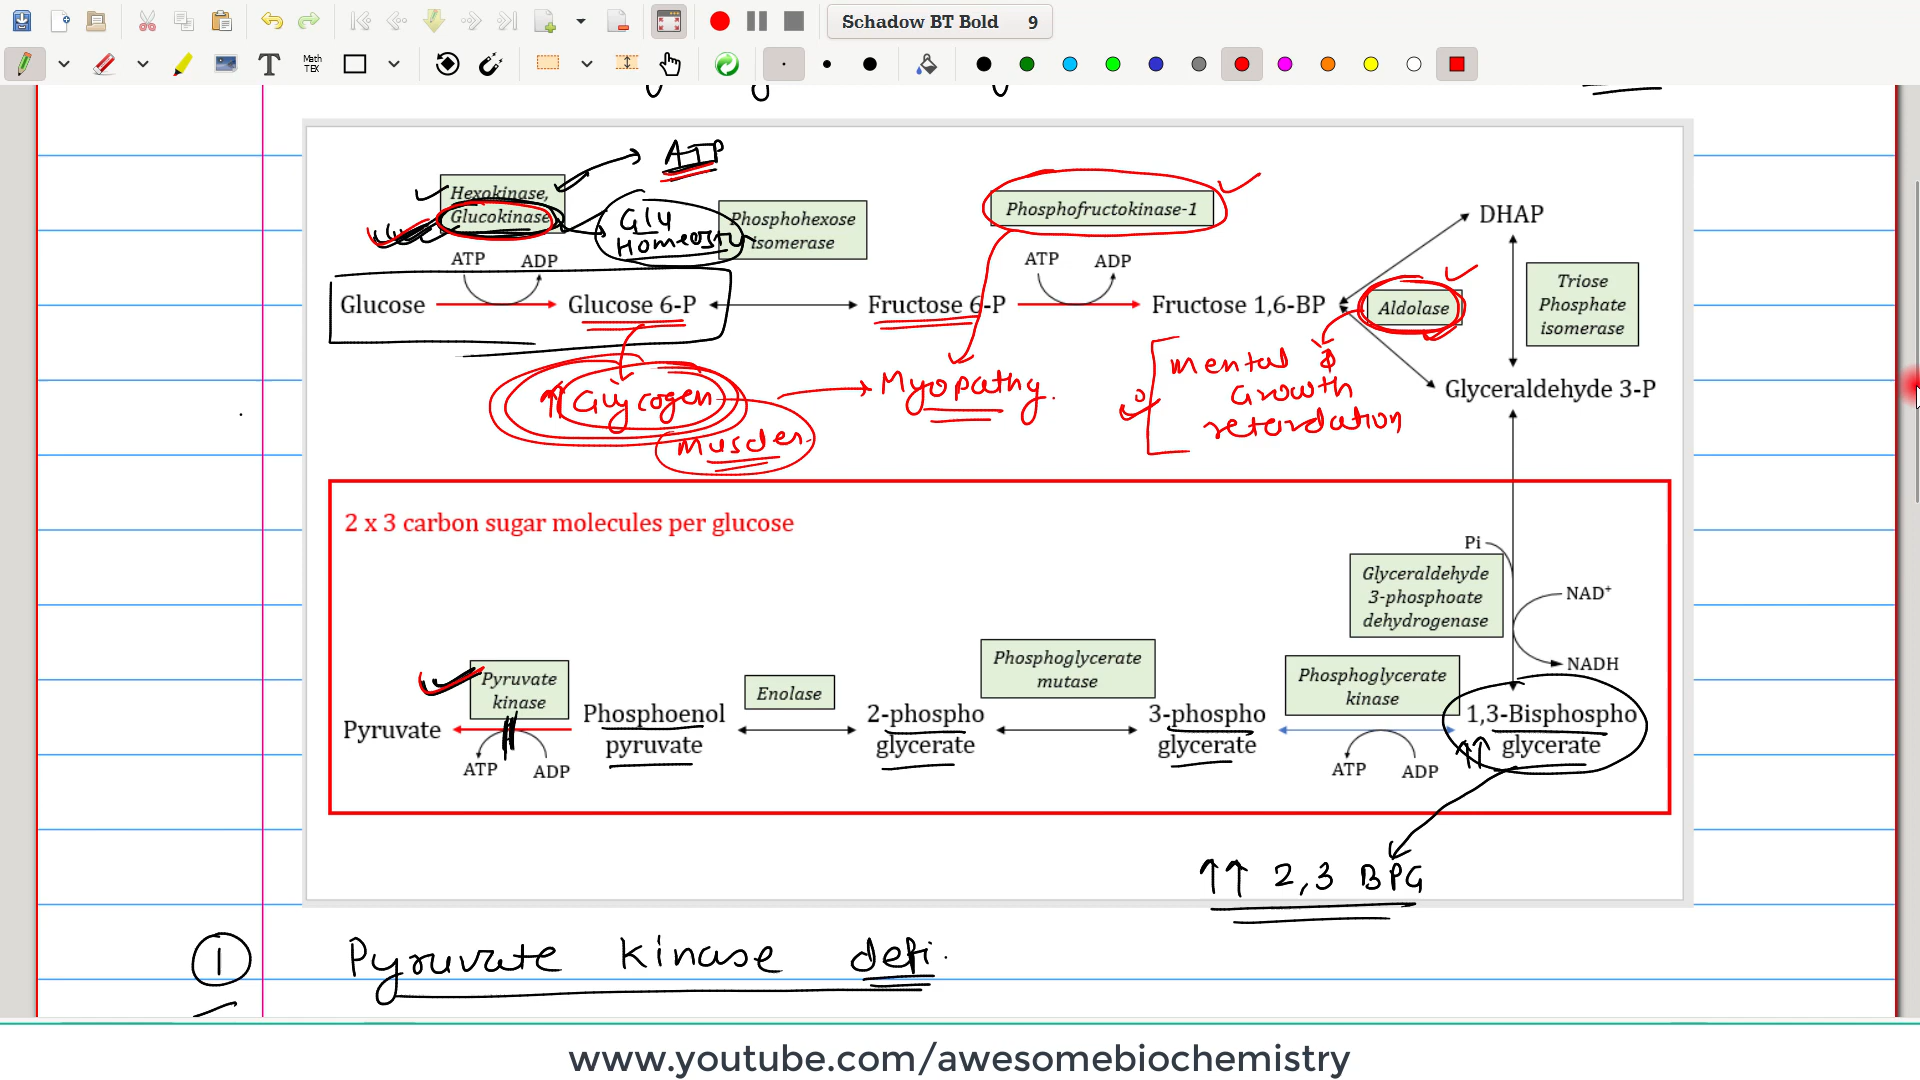 Schadow BT Bold 9
Math
TEX
ATP
Hexokinase,
Glucokinase
Gly
Homeost
Phosphohexose
isomerase
Phosphofructokinase-1
DHAP
ATP
ADP
ATP
ADP
Triose
Phosphate
isomerase
Glucose
Glucose 6-P
Fructose 6-P
Fructose 1,6-BP
Aldolase
Glycogen
Muscles.
Myopathy.
mental &
Growth
retardation
Glyceraldehyde 3-P
2 x 3 carbon sugar molecules per glucose
Pi
Glyceraldehyde
3-phosphoate
dehydrogenase
NAD+
NADH
Pyruvate
kinase
Enolase
Phosphoglycerate
mutase
Phosphoglycerate
kinase
Pyruvate
Phosphoenol
pyruvate
2-phospho
glycerate
3-phospho
glycerate
1,3-Bisphospho
glycerate
ATP
ADP
ATP
ADP
↑↑ 2,3 BPG
1 Pyruvate kinase defi.
www.youtube.com/awesomebiochemistry